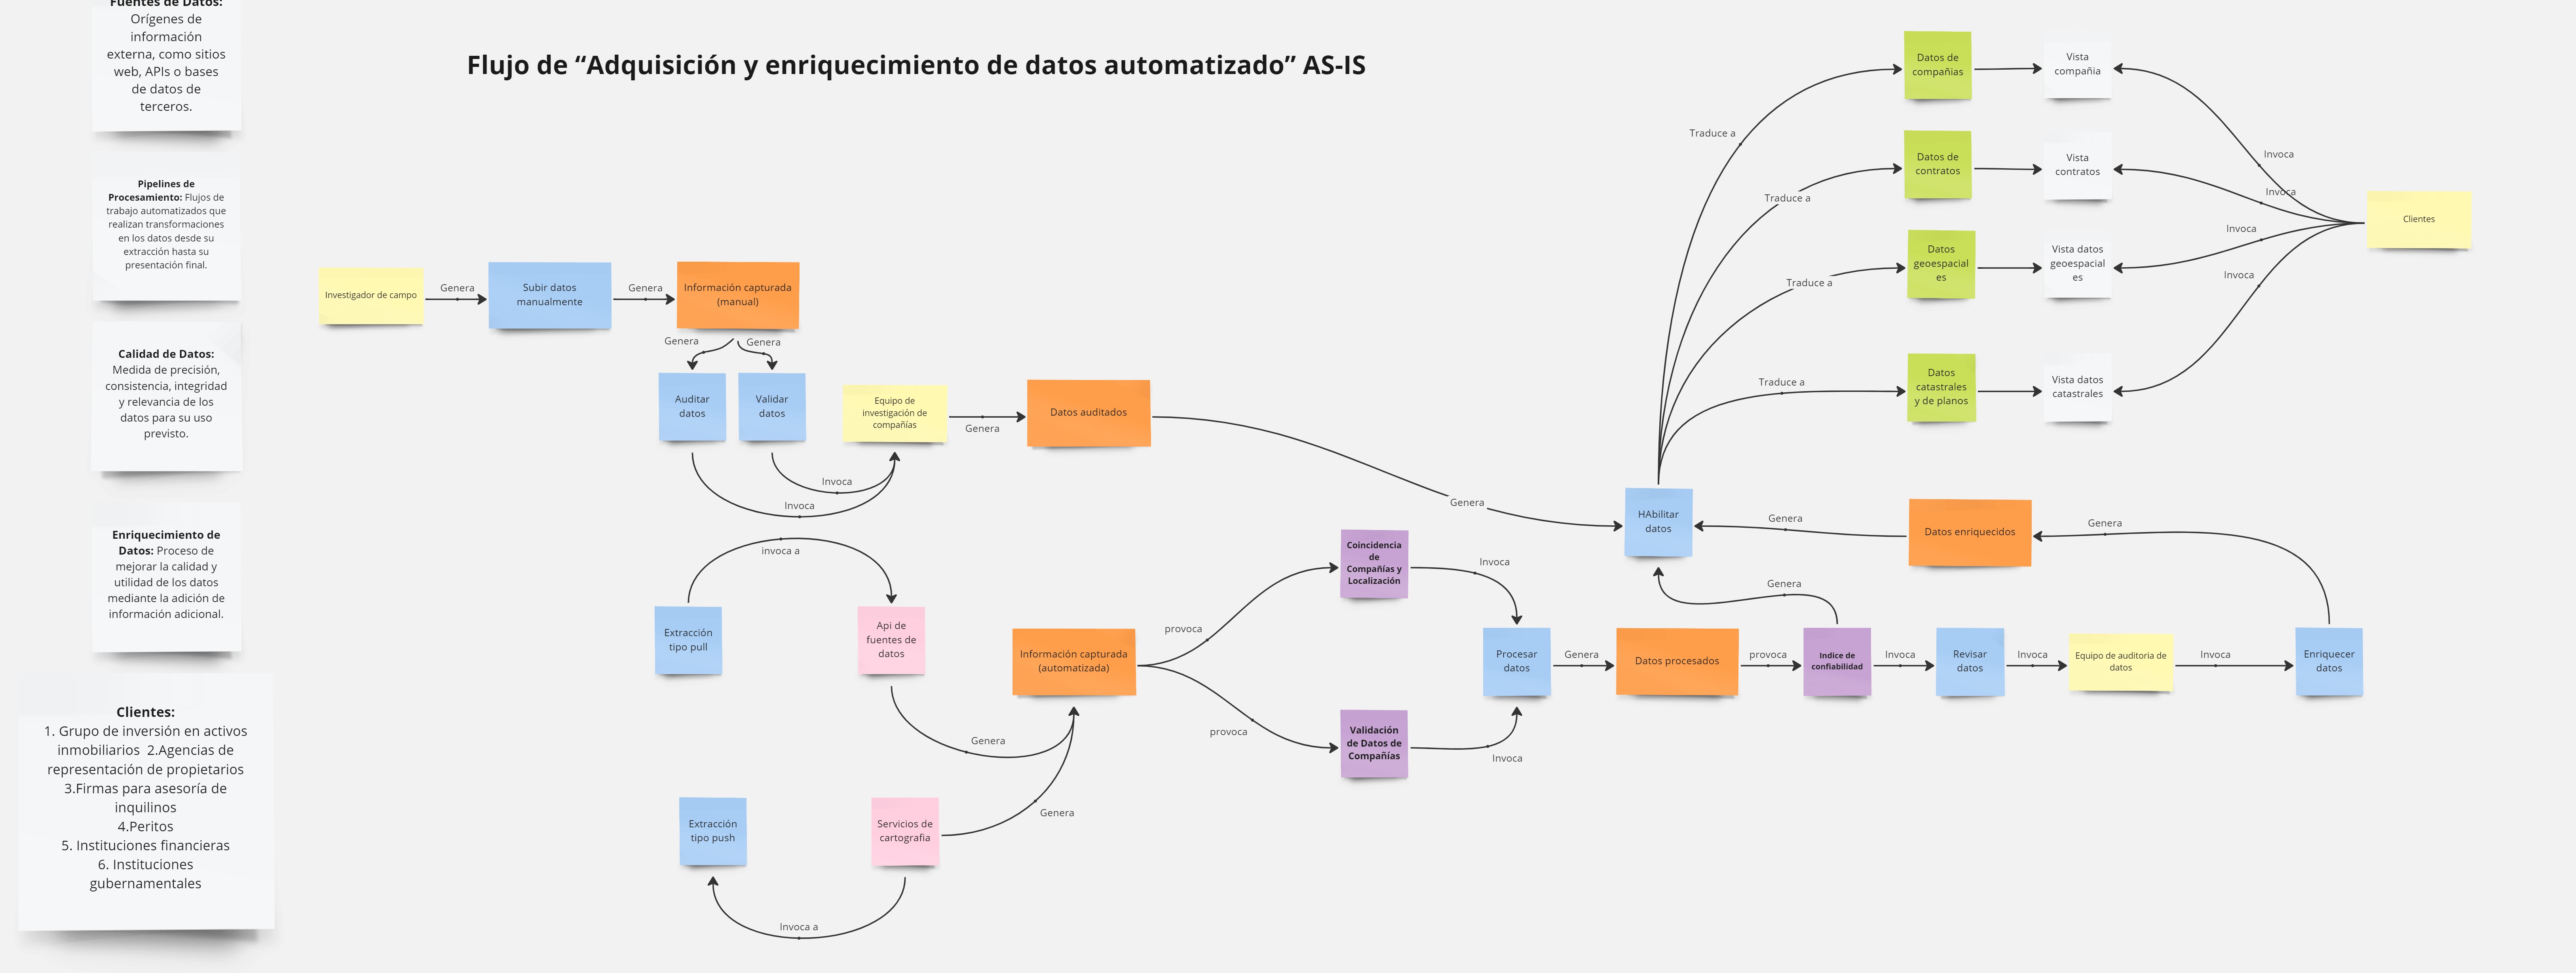 Fuentes de Datos:
Orígenes de
información
externa, como sitios
web, APIs o bases
de datos de
terceros.
Pipelines de
Procesamiento: Flujos de
trabajo automatizados que
realizan transformaciones
en los datos desde su
extracción hasta su
presentación final.
Calidad de Datos:
Medida de precisión,
consistencia, integridad
y relevancia de los
datos para su uso
previsto.
Enriquecimiento de
Datos: Proceso de
mejorar la calidad y
utilidad de los datos
mediante la adición de
información adicional.
Clientes:
1. Grupo de inversión en activos
inmobiliarios 2.Agencias de
representación de propietarios
3.Firmas para asesoría de
inquilinos
4.Peritos
5. Instituciones financieras
6. Instituciones
gubernamentales
Flujo de “Adquisición y enriquecimiento de datos automatizado” AS-IS
Investigador de campo
Genera
Subir datos
manualmente
Genera
Información capturada
(manual)
Genera
Genera
Auditar
datos
Validar
datos
Invoca
Invoca
Equipo de
investigación de
compañías
Genera
Datos auditados
Genera
invoca a
Extracción
tipo pull
Api de
fuentes de
datos
Genera
Extracción
tipo push
Servicios de
cartografia
Genera
Invoca a
Información capturada
(automatizada)
provoca
provoca
Coincidencia
de
Compañías y
Localización
Validación
de Datos de
Compañías
Invoca
Invoca
Procesar
datos
Genera
Datos procesados
provoca
Indice de
confiabilidad
Genera
Invoca
Revisar
datos
Invoca
Equipo de auditoria de
datos
Invoca
Enriquecer
datos
Genera
Datos enriquecidos
Genera
HAbilitar
datos
Traduce a
Traduce a
Traduce a
Traduce a
Datos de
compañias
Vista
compañia
Datos de
contratos
Vista
contratos
Datos
geoespacial
es
Vista datos
geoespacial
es
Datos
catastrales
y de planos
Vista datos
catastrales
Invoca
Invoca
Invoca
Invoca
Clientes